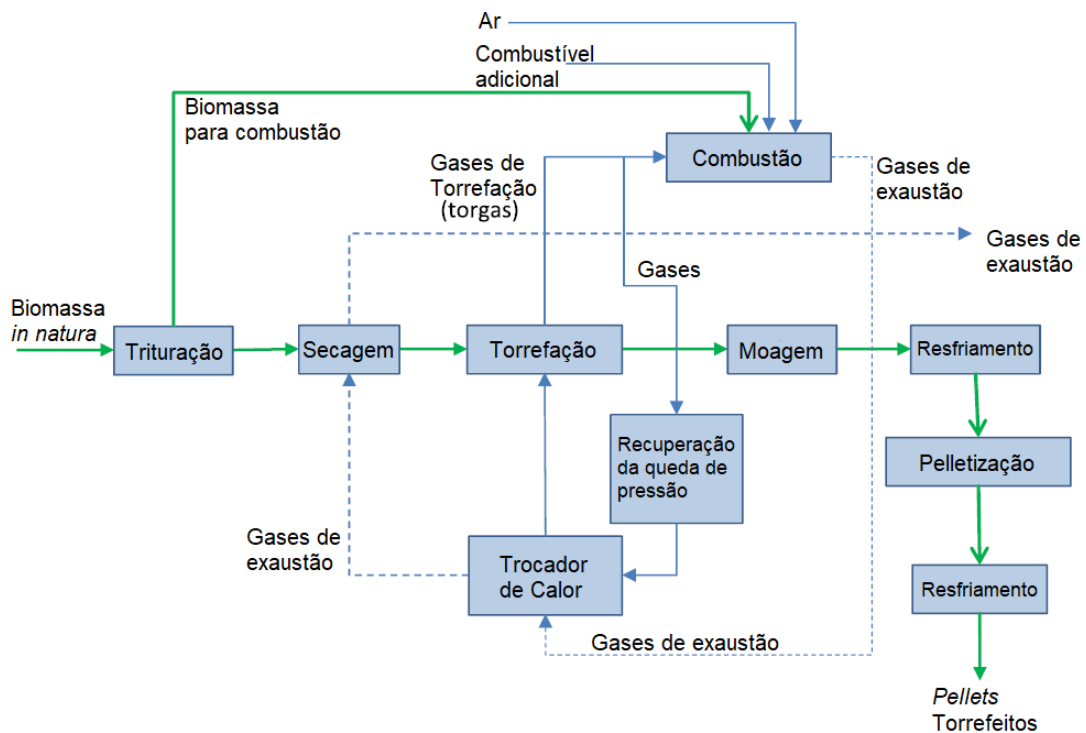 Ar
Combustível
adicional
Biomassa
para combustão
Combustão
Gases de
Torrefação
(torgas)
Gases de
exaustão
Gases de
exaustão
Gases
Biomassa
in natura
Trituração
Secagem
Torrefação
Moagem
Resfriamento
Recuperação
da queda de
pressão
Pelletização
Gases de
exaustão
Trocador
de Calor
Resfriamento
Gases de exaustão
Pellets
Torrefeitos